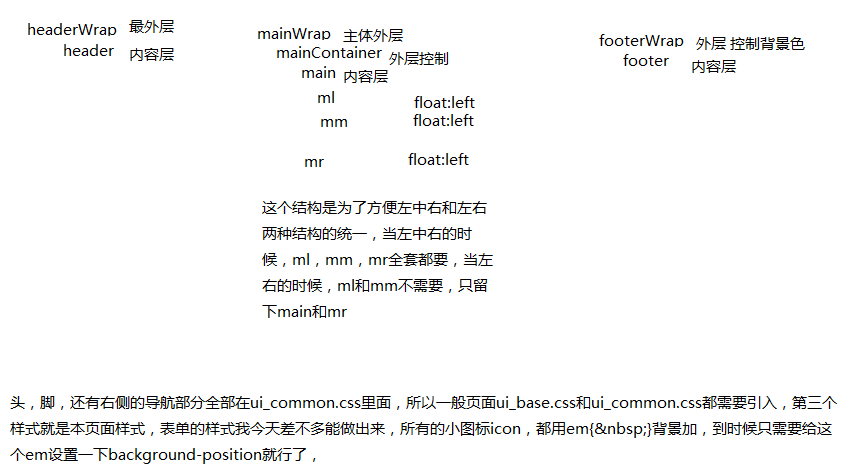 headerWrap 最外层
header 内容层
mainWrap 主体外层
mainContainer 外层控制
main 内容层
ml float:left
mm float:left
mr float:left
这个结构是为了方便左中右和左右
两种结构的统一，当左中右的时
候，ml，mm，mr全套都要，当左
右的时候，ml和mm不需要，只留
下main和mr
footerWrap 外层 控制背景色
footer 内容层
头，脚，还有右侧的导航部分全部在ui_common.css里面，所以一般页面ui_base.css和ui_common.css都需要引入，第三个
样式就是本页面样式，表单的样式我今天差不多能做出来，所有的小图标icon，都用em{&nbsp;}背景加，到时候只需要给这
个em设置一下background-position就行了，